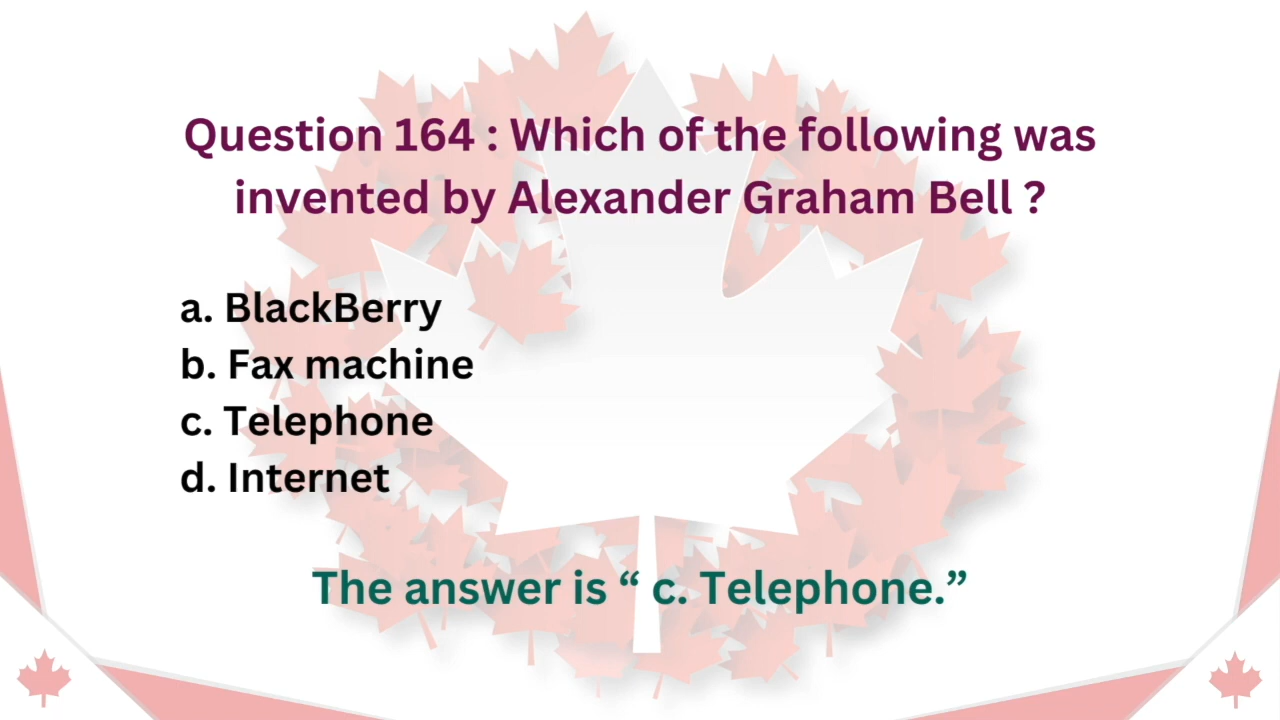 Question 164 : Which of the following was
invented by Alexander Graham Bell ?
a. BlackBerry
b. Fax machine
c. Telephone
d. Internet
The answer is “ c. Telephone.”